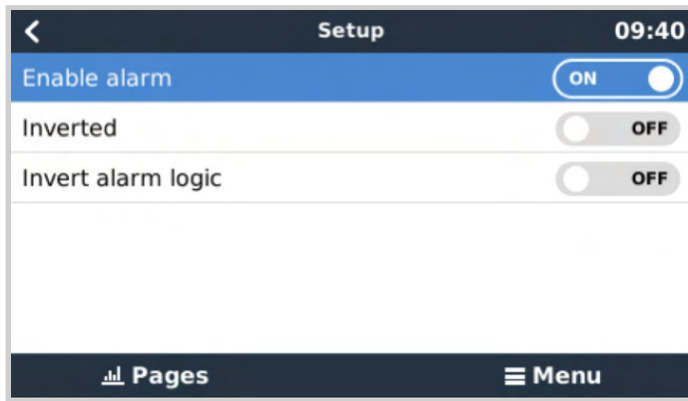 Setup 09:40
Enable alarm ON
Inverted OFF
Invert alarm logic OFF
Pages Menu